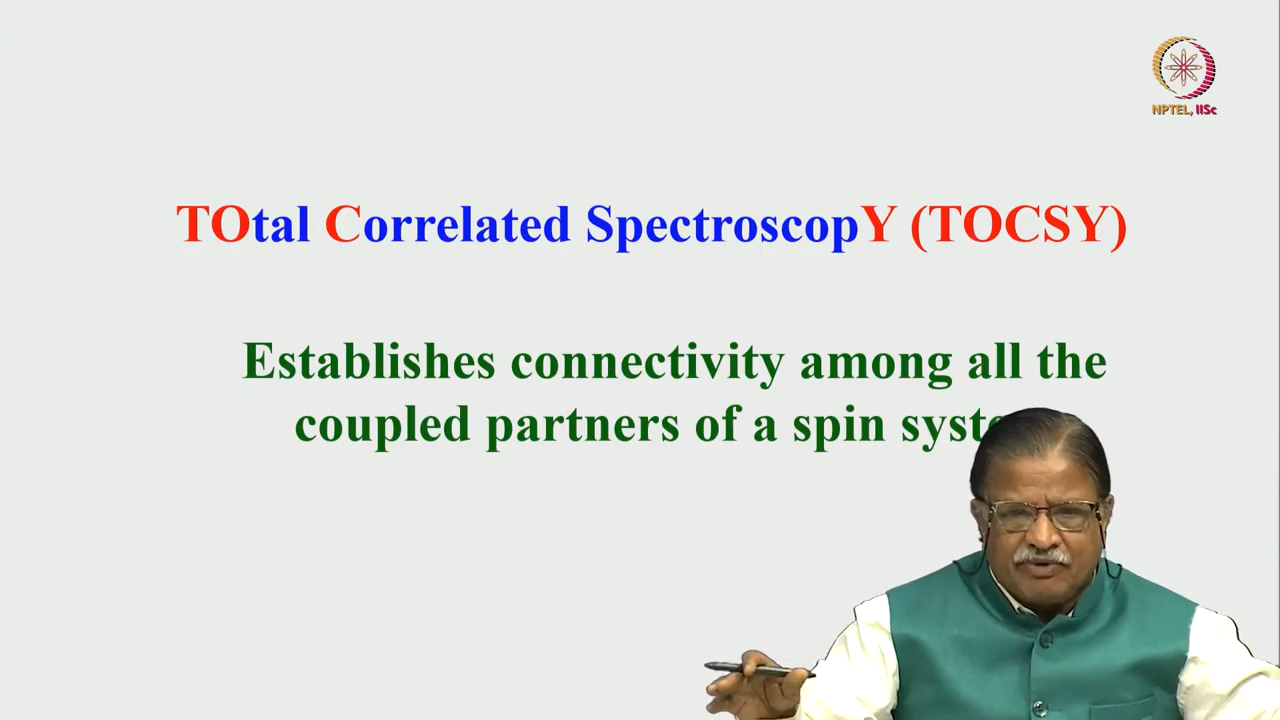 NPTEL, IISc
TOtal Correlated SpectroscopY (TOCSY)
Establishes connectivity among all the
coupled partners of a spin